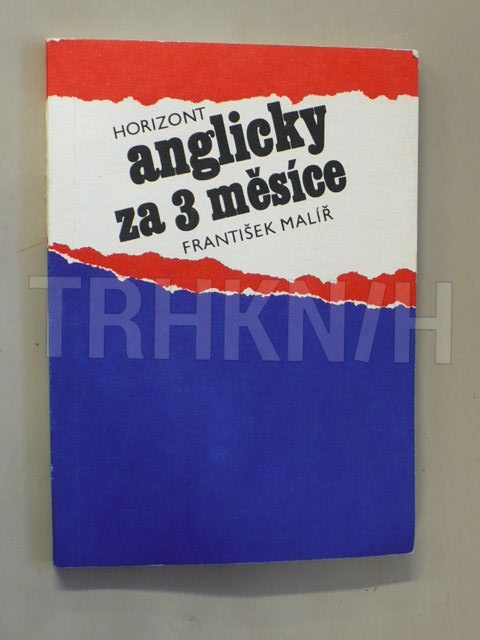 HORIZONT
anglicky
za 3 měsíce
FRANTIŠEK MALÍŘ
TRHKNIH